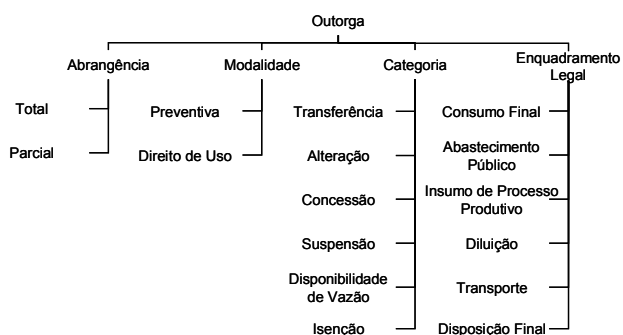 Outorga
Abrangência
Total
Parcial
Modalidade
Preventiva
Direito de Uso
Categoria
Transferência
Alteração
Concessão
Suspensão
Disponibilidade
de Vazão
Isenção
Enquadramento
Legal
Consumo Final
Abastecimento
Público
Insumo de Processo
Produtivo
Diluição
Transporte
Disposição Final